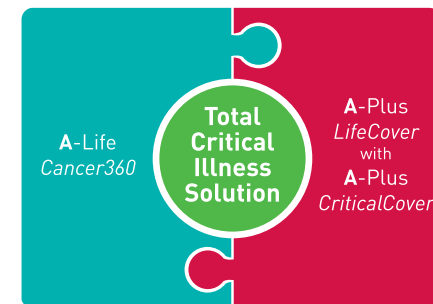 A-Life
Cancer360
Total
Critical
Illness
Solution
A-Plus
LifeCover
with
A-Plus
CriticalCover